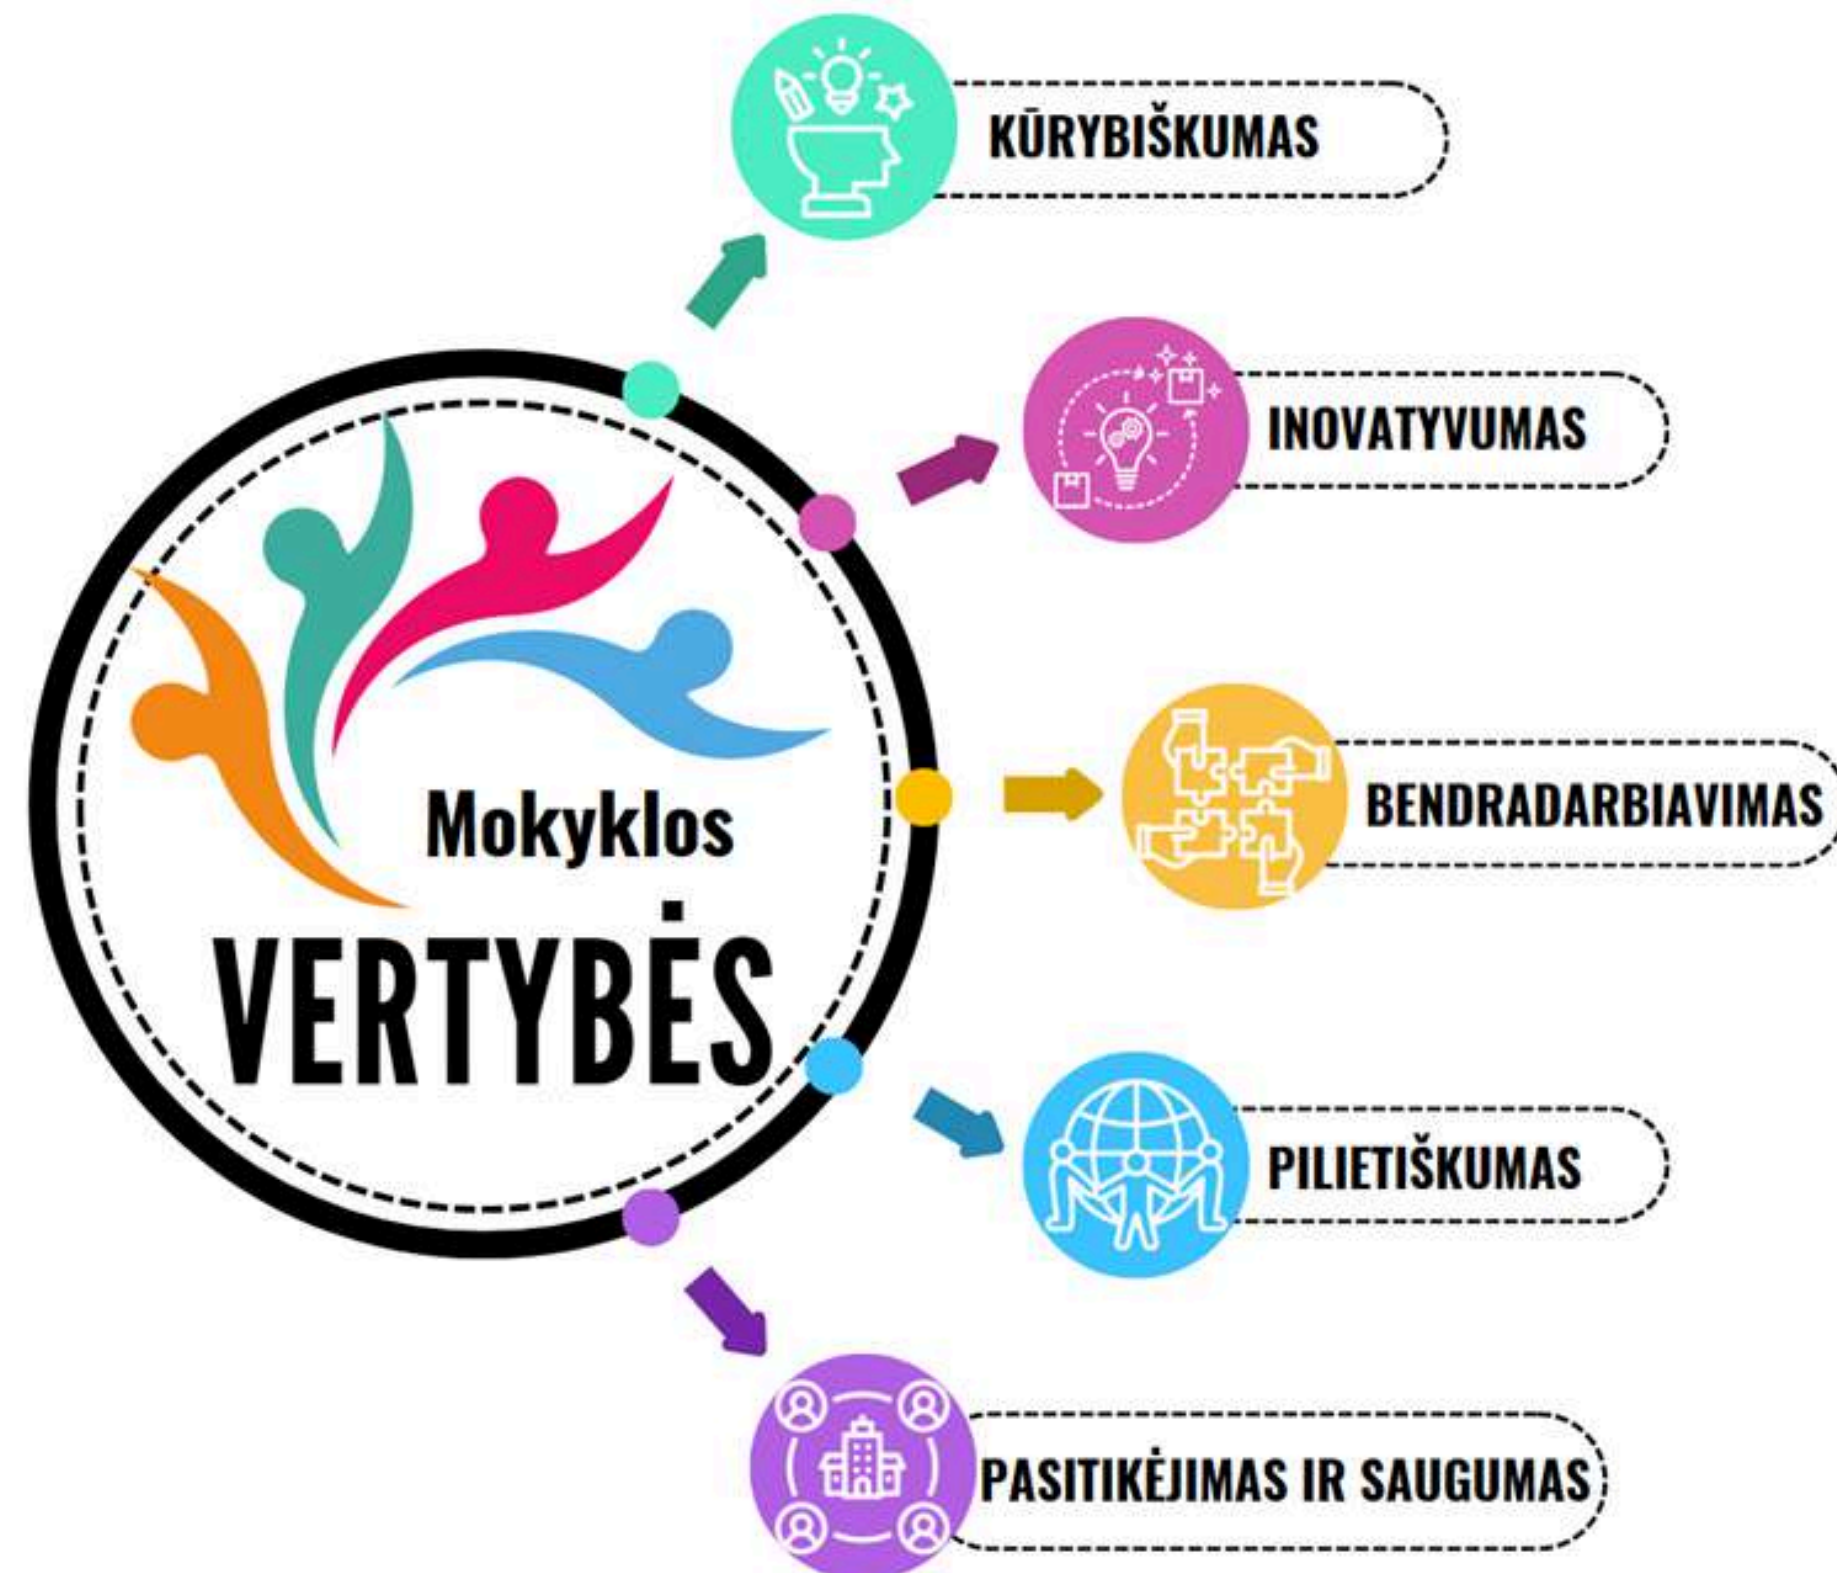 KŪRYBIŠKUMAS
INOVATYVUMAS
Mokyklos
VERTYBĖS
BENDRADARBIAVIMAS
PILIETIŠKUMAS
PASITIKĖJIMAS IR SAUGUMAS